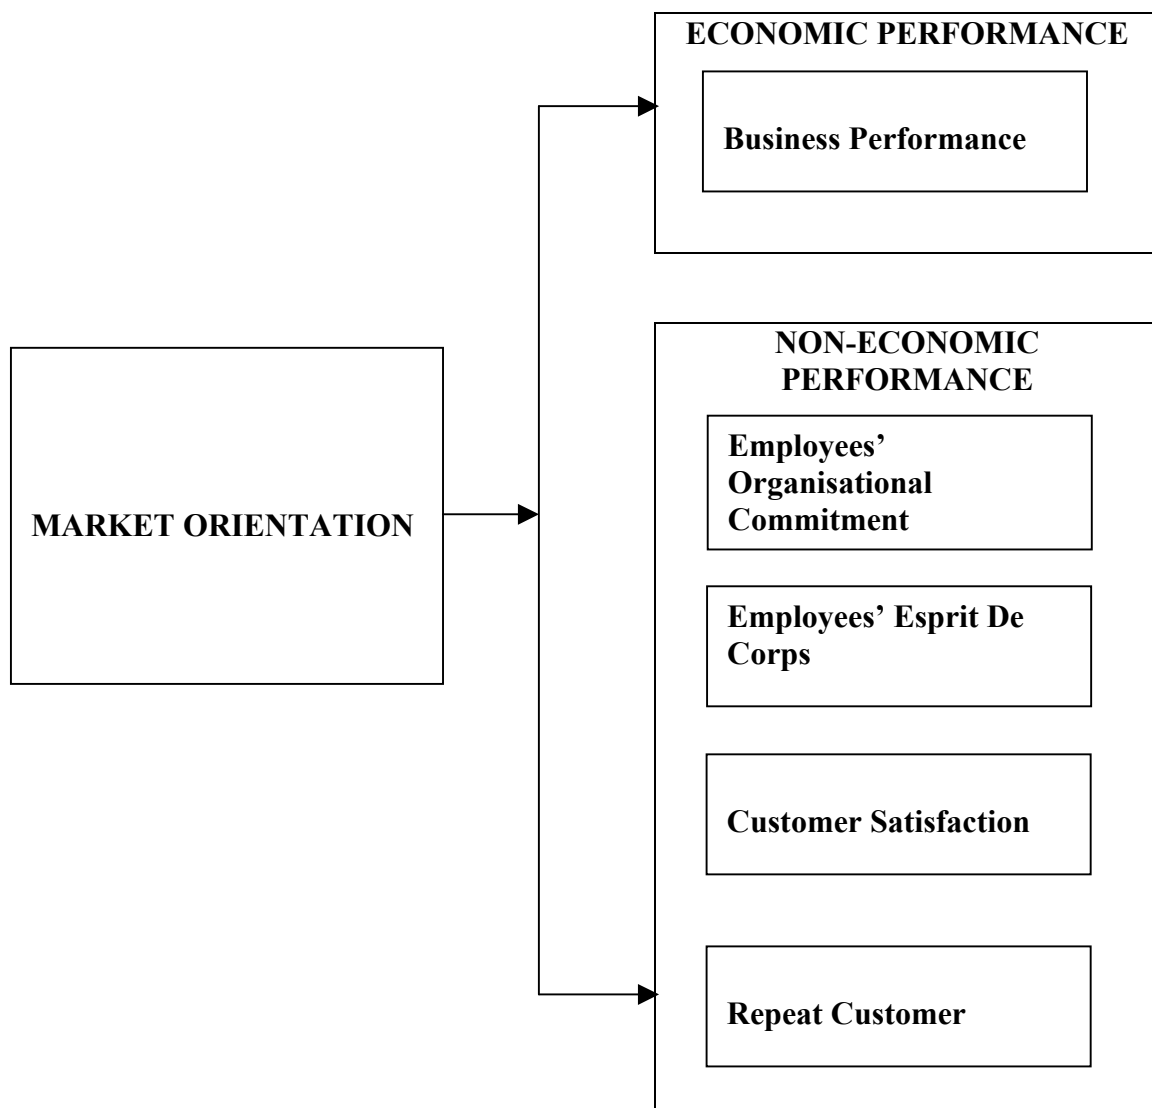 ECONOMIC PERFORMANCE
Business Performance
NON-ECONOMIC
PERFORMANCE
MARKET ORIENTATION
Employees’
Organisational
Commitment
Employees’ Esprit De
Corps
Customer Satisfaction
Repeat Customer